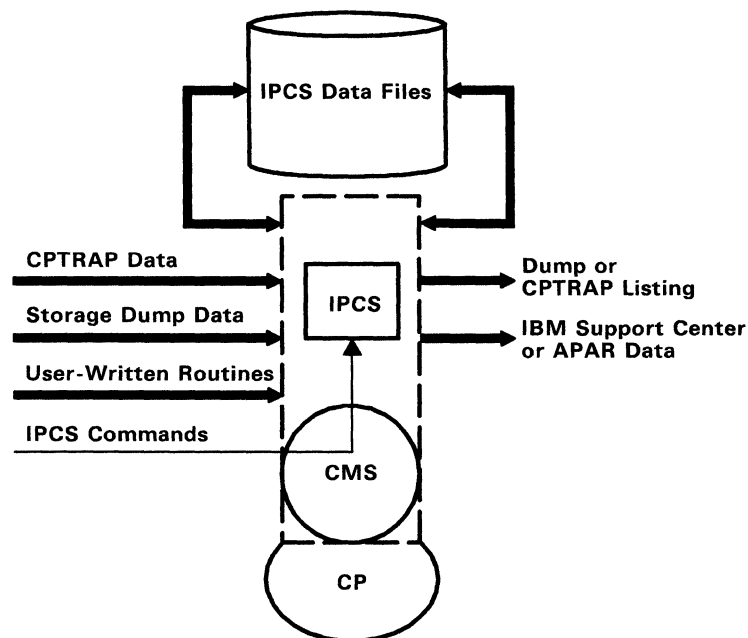 IPCS Data Files
CPTRAP Data
Storage Dump Data
User-Written Routines
IPCS Commands
IPCS
CMS
CP
Dump or
CPTRAP Listing
IBM Support Center
or APAR Data